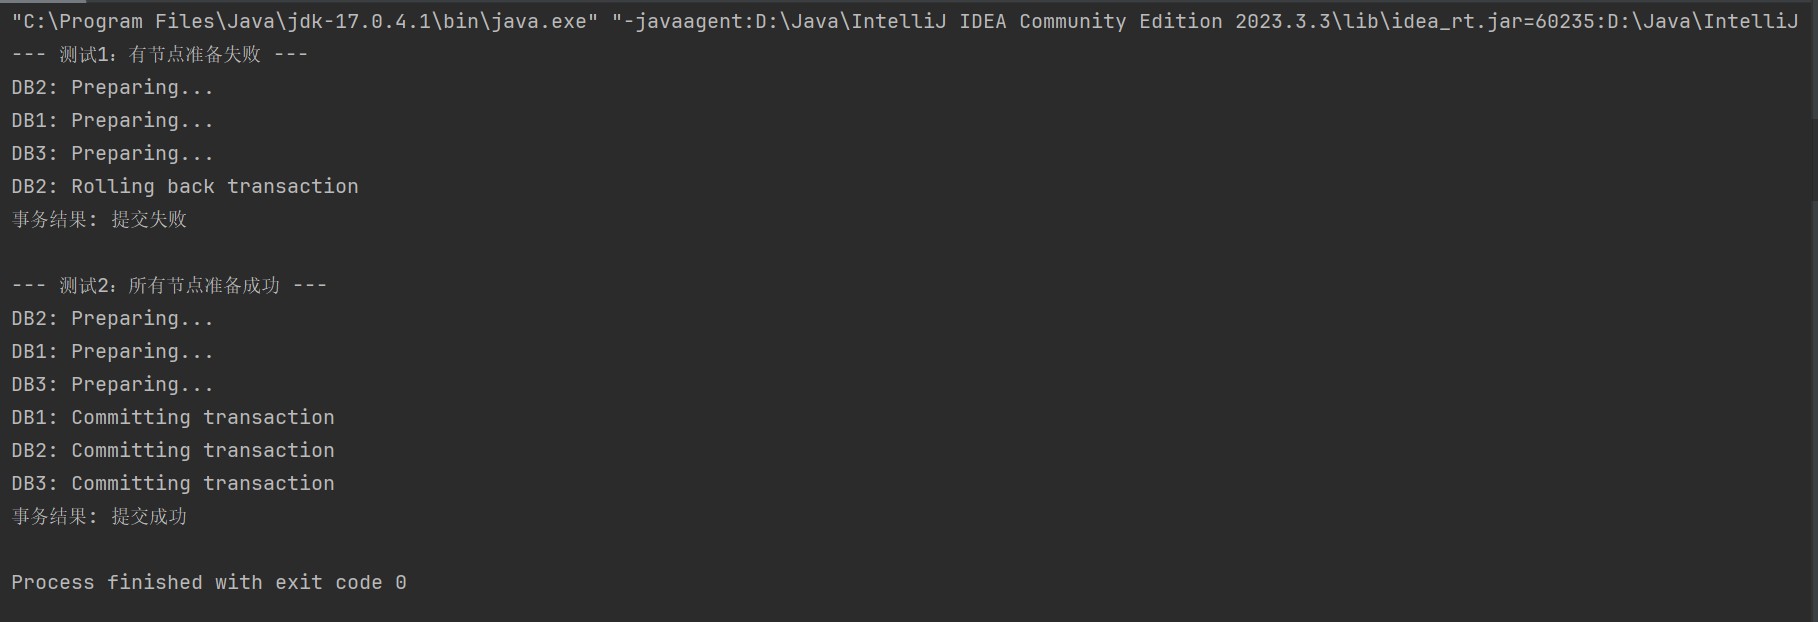 "C:\Program Files\Java\jdk-17.0.4.1\bin\java.exe" "-javaagent:D:\Java\IntelliJ IDEA Community Edition 2023.3.3\lib\idea_rt.jar=60235:D:\Java\IntelliJ
--- 测试1：有节点准备失败 ---
DB2: Preparing...
DB1: Preparing...
DB3: Preparing...
DB2: Rolling back transaction
事务结果: 提交失败
--- 测试2：所有节点准备成功 ---
DB2: Preparing...
DB1: Preparing...
DB3: Preparing...
DB1: Committing transaction
DB2: Committing transaction
DB3: Committing transaction
事务结果: 提交成功
Process finished with exit code 0